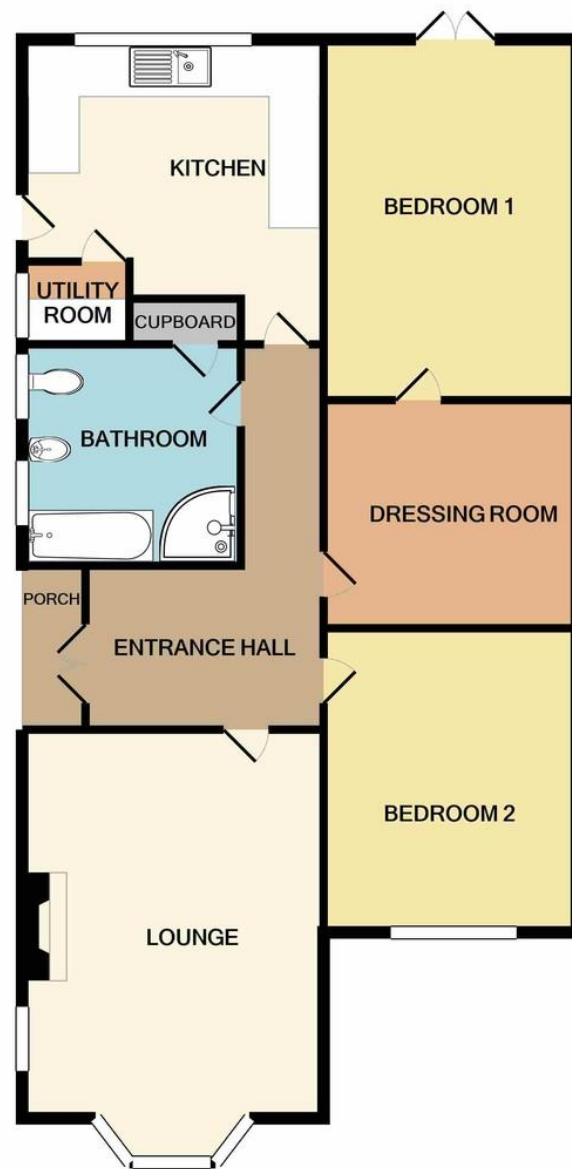 KITCHEN
BEDROOM 1
UTILITY
ROOM
CUPBOARD
BATHROOM
DRESSING ROOM
PORCH
ENTRANCE HALL
BEDROOM 2
LOUNGE